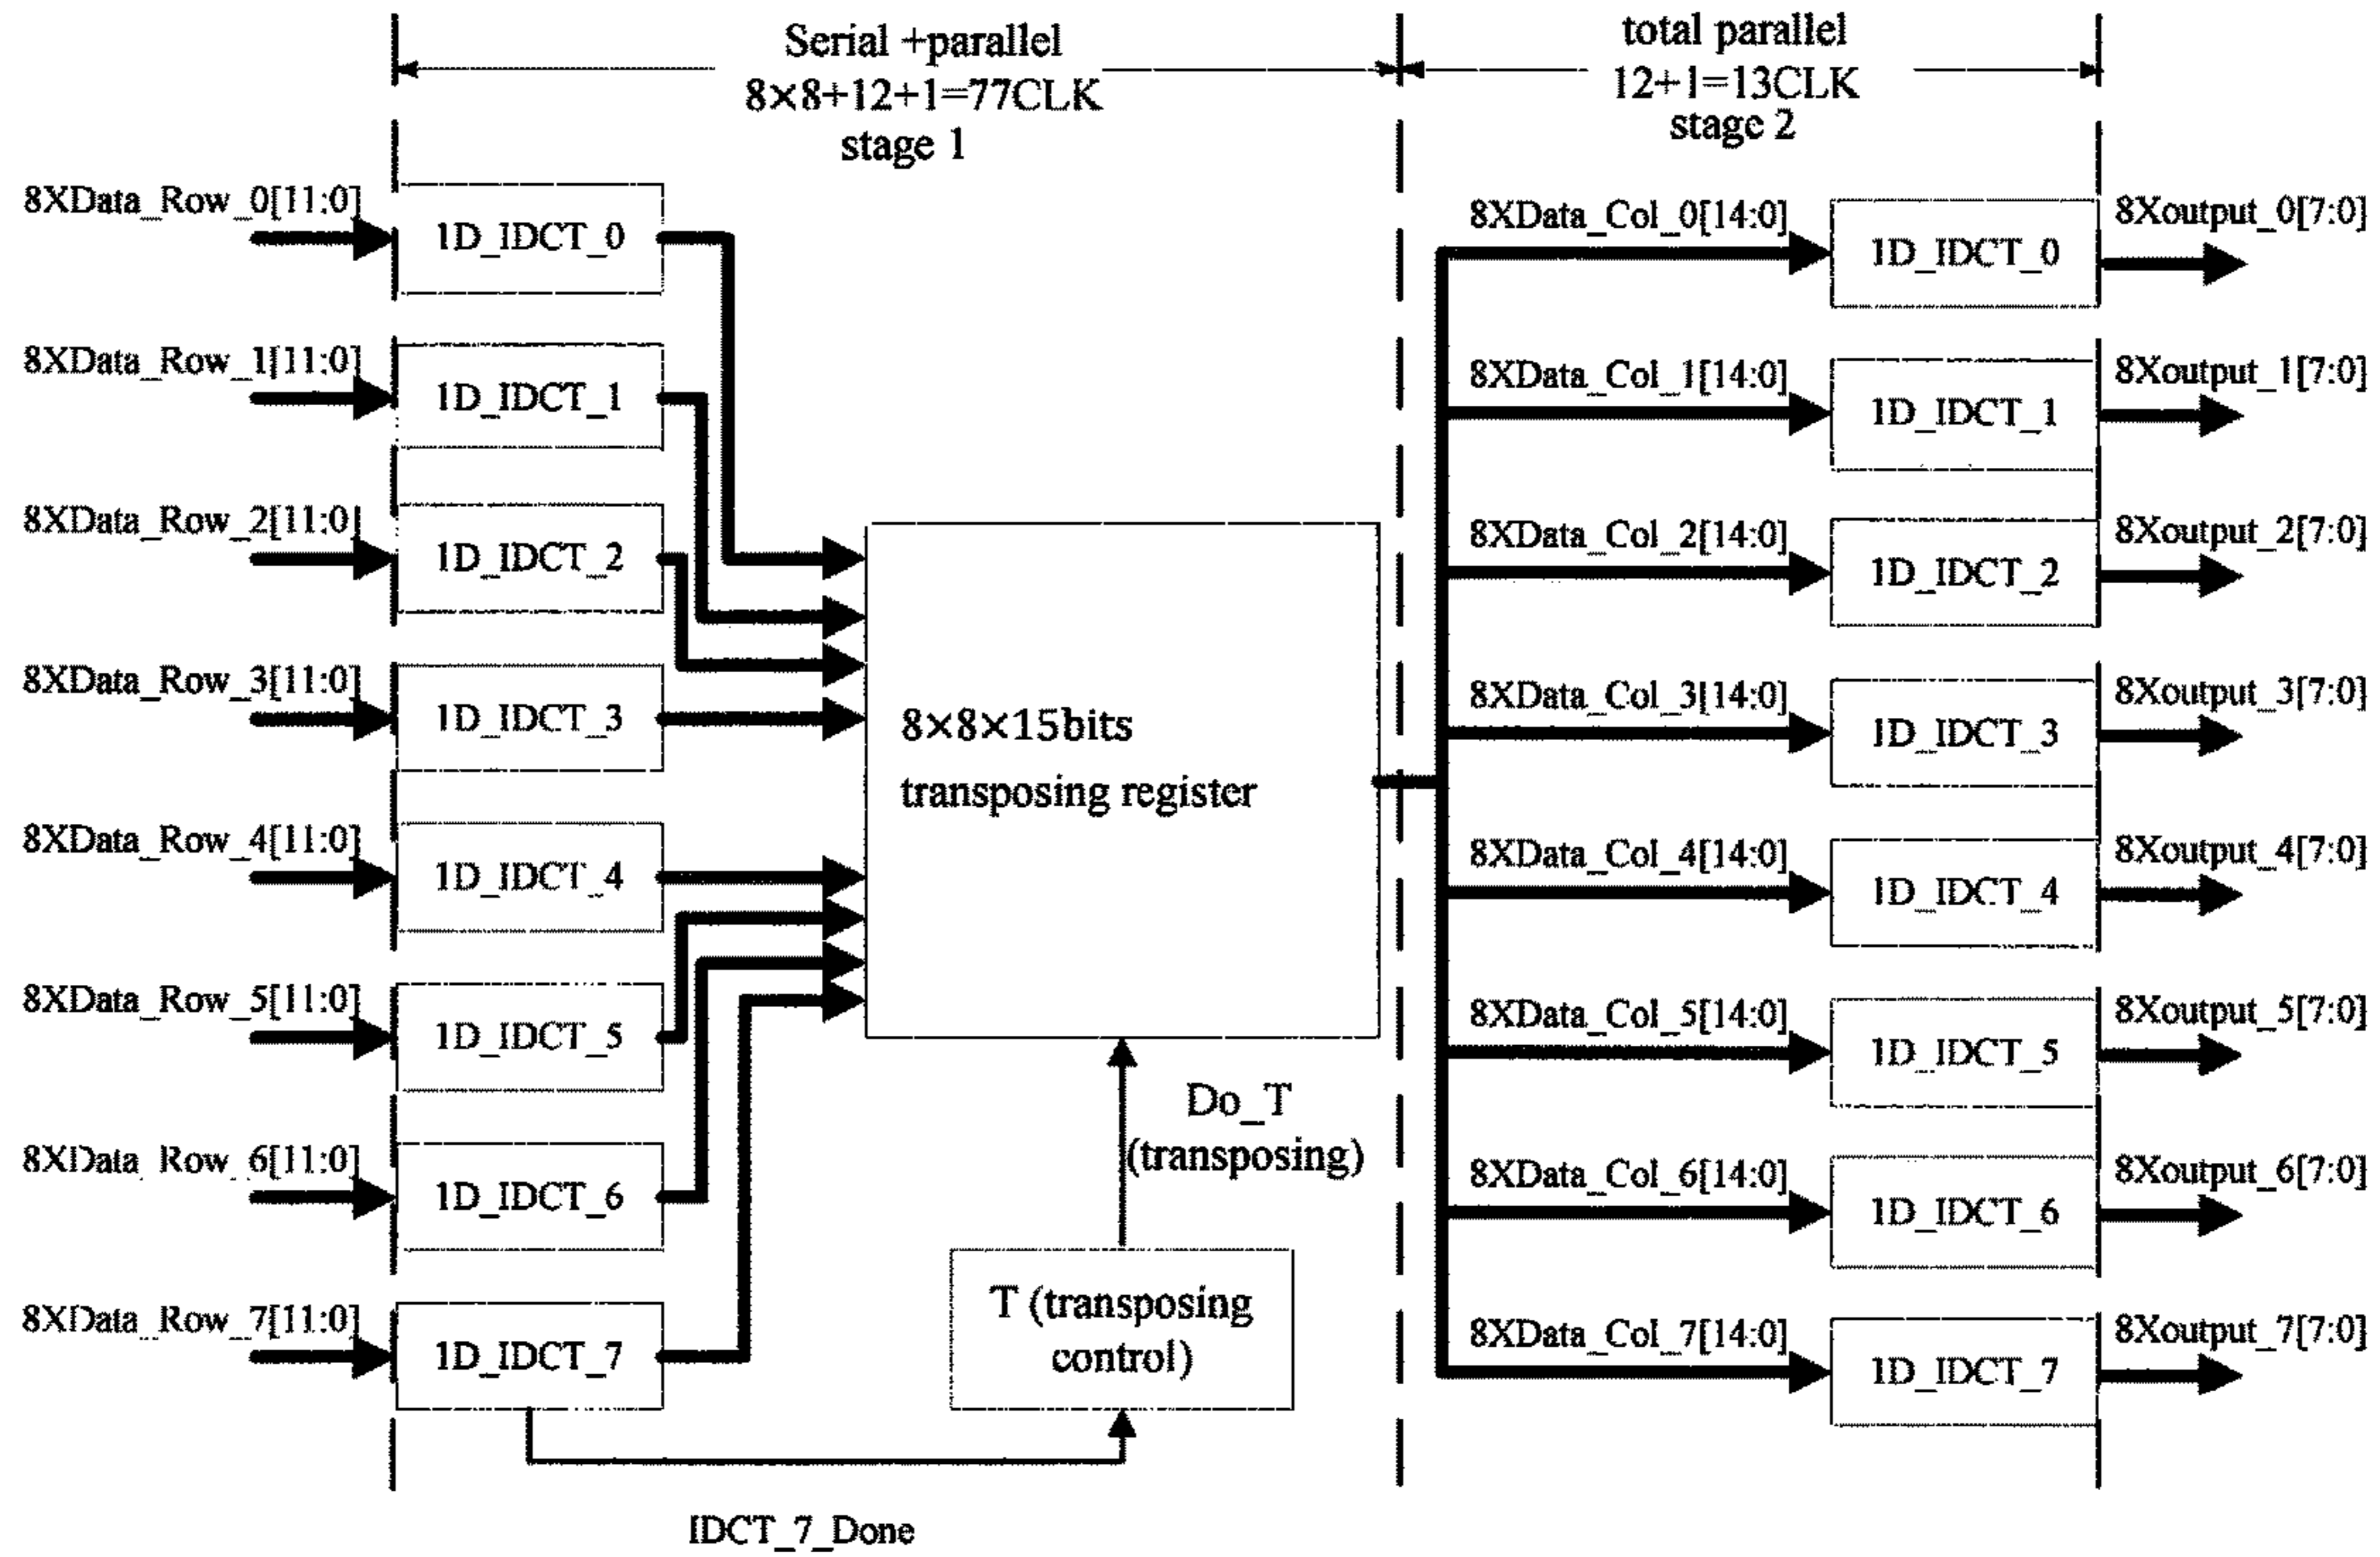 Serial +parallel
8×8+12+1=77CLK
stage 1
total parallel
12+1=13CLK
stage 2
8XData_Row_0[11:0]
1D_IDCT_0
8XData_Row_1[11:0]
1D_IDCT_1
8XData_Row_2[11:0]
1D_IDCT_2
8XData_Row_3[11:0]
1D_IDCT_3
8XData_Row_4[11:0]
1D_IDCT_4
8XData_Row_5[11:0]
1D_IDCT_5
8XData_Row_6[11:0]
1D_IDCT_6
8XData_Row_7[11:0]
1D_IDCT_7
IDCT_7_Done
8×8×15bits
transposing register
Do_T
(transposing)
T (transposing
control)
8XData_Col_0[14:0]
1D_IDCT_0
8Xoutput_0[7:0]
8XData_Col_1[14:0]
1D_IDCT_1
8Xoutput_1[7:0]
8XData_Col_2[14:0]
1D_IDCT_2
8Xoutput_2[7:0]
8XData_Col_3[14:0]
1D_IDCT_3
8Xoutput_3[7:0]
8XData_Col_4[14:0]
1D_IDCT_4
8Xoutput_4[7:0]
8XData_Col_5[14:0]
1D_IDCT_5
8Xoutput_5[7:0]
8XData_Col_6[14:0]
1D_IDCT_6
8Xoutput_6[7:0]
8XData_Col_7[14:0]
1D_IDCT_7
8Xoutput_7[7:0]